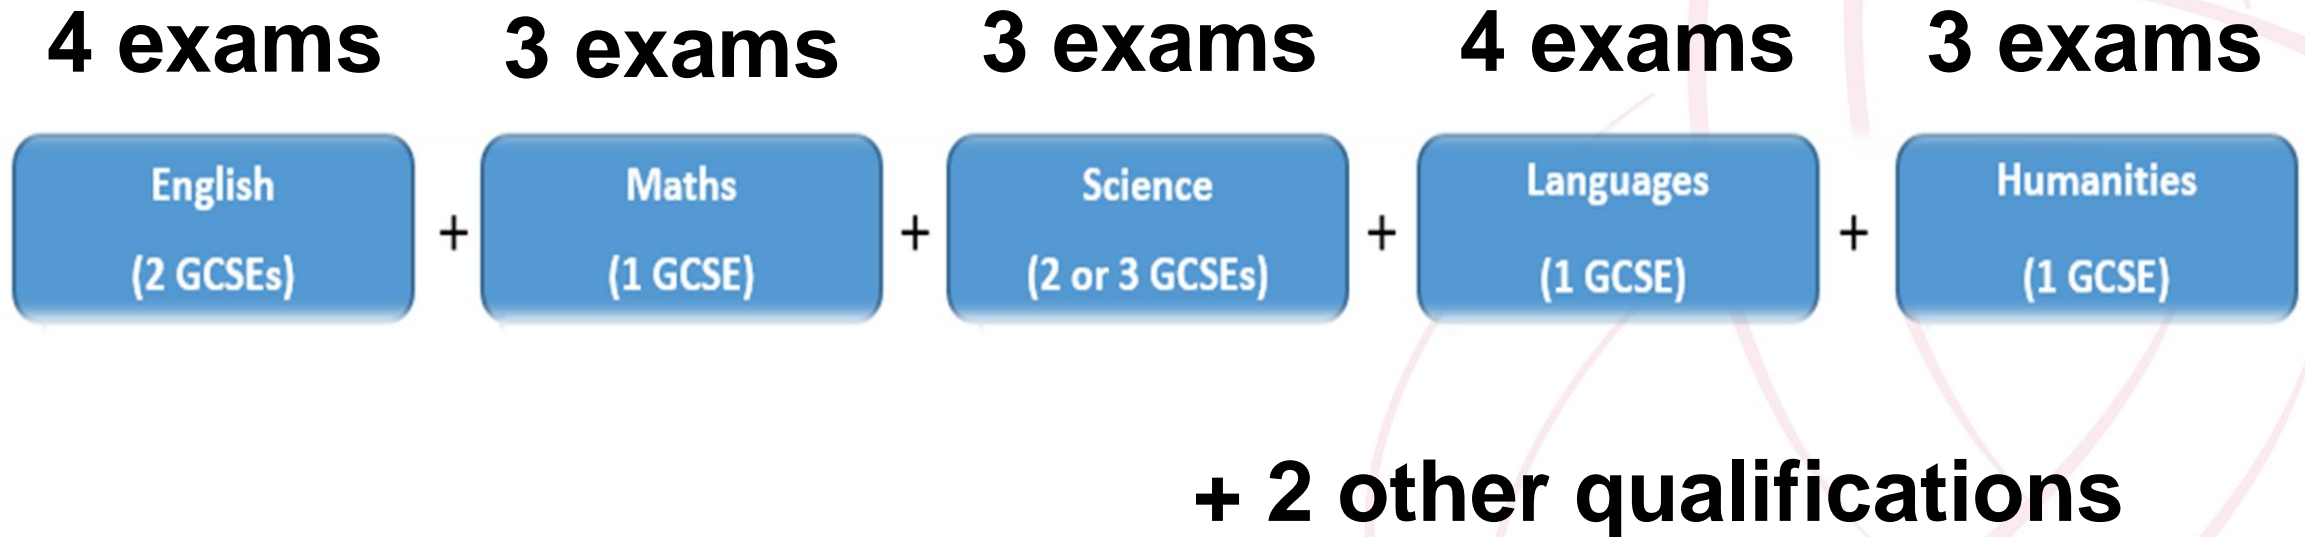 4 exams 3 exams 3 exams 4 exams 3 exams
English
(2 GCSEs)
+
Maths
(1 GCSE)
+
Science
(2 or 3 GCSEs)
+
Languages
(1 GCSE)
+
Humanities
(1 GCSE)
+ 2 other qualifications